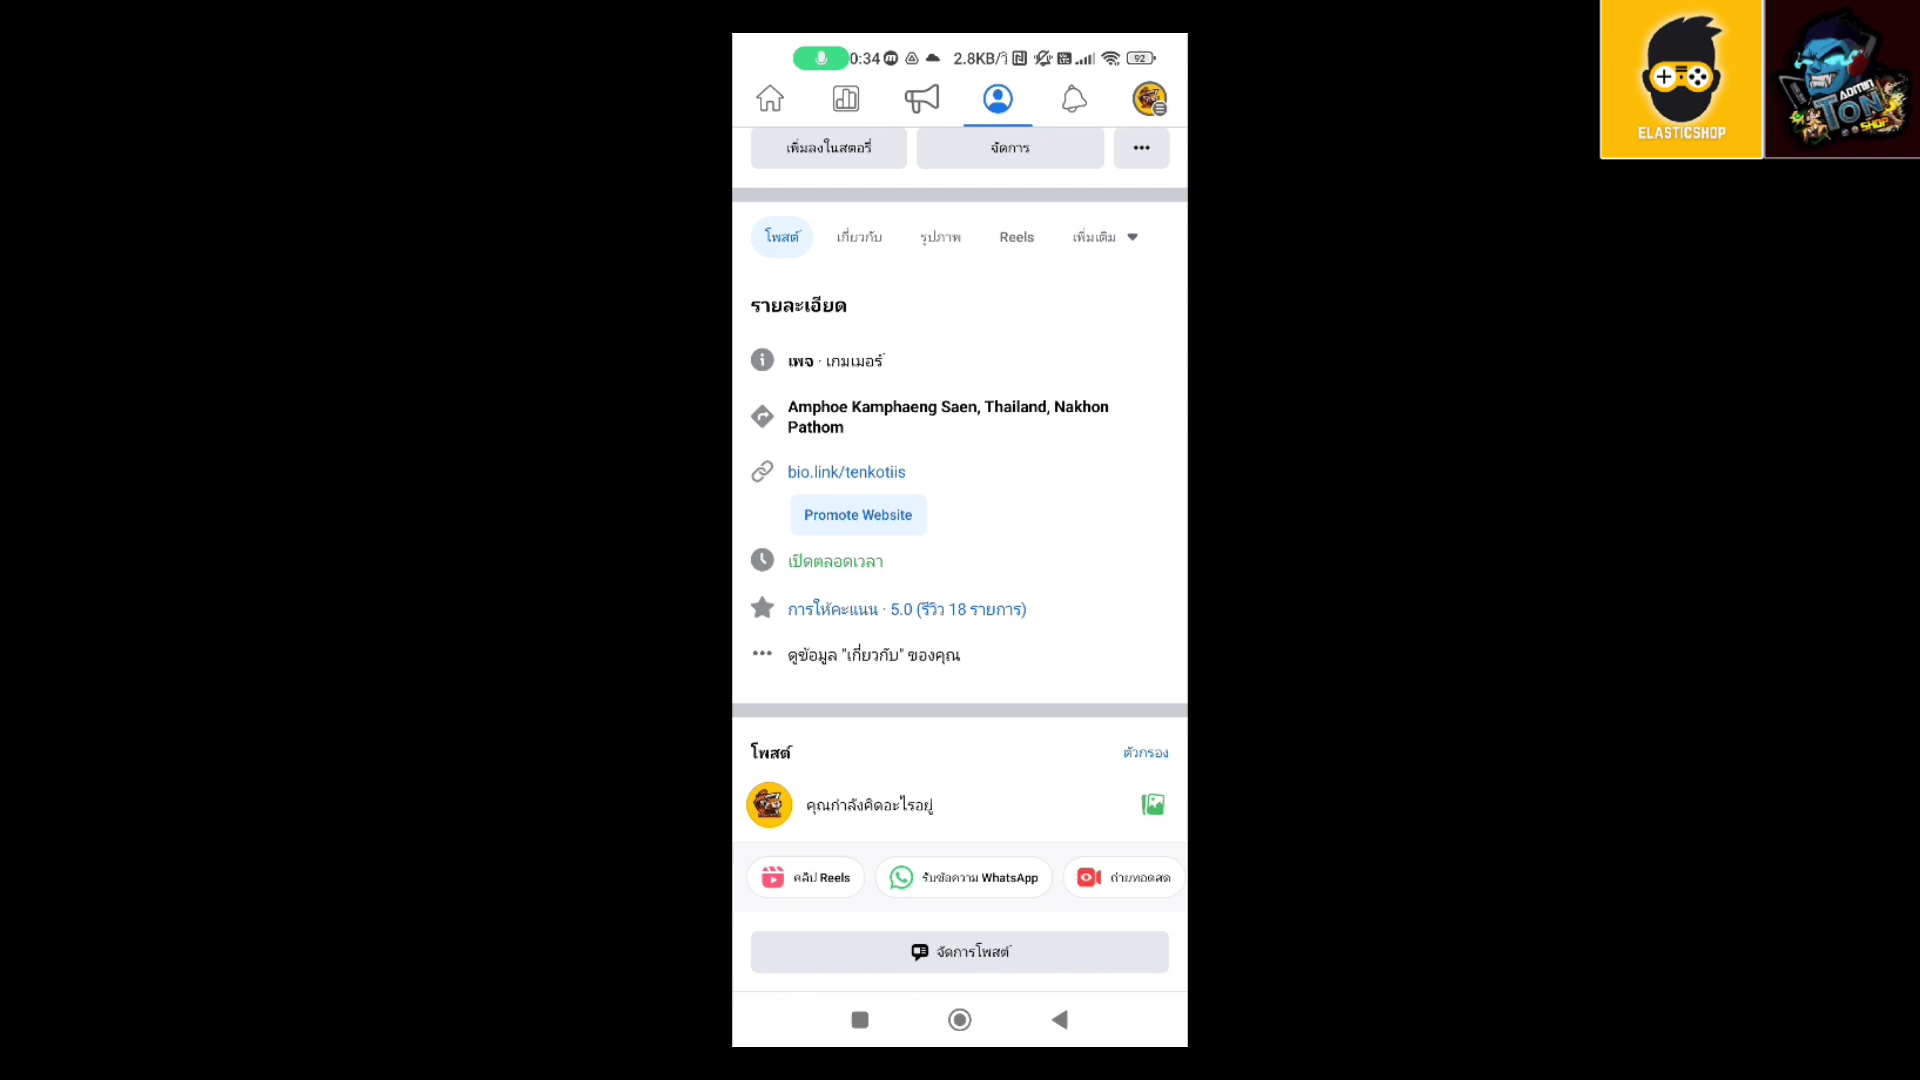 0:34 2.8KB/วิ 92
เพิ่มลงในสตอรี่ จัดการ
โพสต์ เกี่ยวกับ รูปภาพ Reels เพิ่มเติม
รายละเอียด
เพจ · เกมเมอร์
Amphoe Kamphaeng Saen, Thailand, Nakhon
Pathom
bio.link/tenkotiis
Promote Website
เปิดตลอดเวลา
การให้คะแนน · 5.0 (รีวิว 18 รายการ)
ดูข้อมูล "เกี่ยวกับ" ของคุณ
โพสต์ ตัวกรอง
คุณกำลังคิดอะไรอยู่
คลิป Reels รับข้อความ WhatsApp ถ่ายทอดสด
จัดการโพสต์
ELASTICSHOP
ADMIN
TON
SHOP